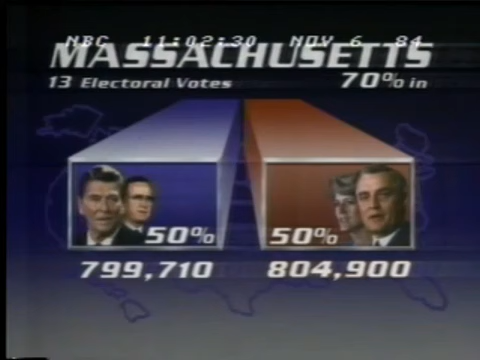 NBC 11:02:30 NOV 6 84
MASSACHUSETTS
13 Electoral Votes 70% in
50% 50%
799,710 804,900